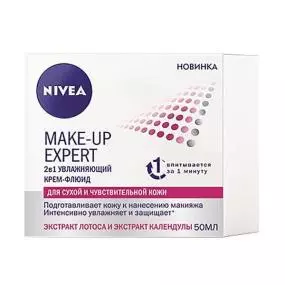 НОВИНКА
NIVEA
MAKE-UP
EXPERT
2в1 УВЛАЖНЯЮЩИЙ
КРЕМ-ФЛЮИД
1 впитывается
за 1 минуту
ДЛЯ СУХОЙ И ЧУВСТВИТЕЛЬНОЙ КОЖИ
Подготавливает кожу к нанесению макияжа
Интенсивно увлажняет и защищает*
ЭКСТРАКТ ЛОТОСА И ЭКСТРАКТ КАЛЕНДУЛЫ 50МЛ